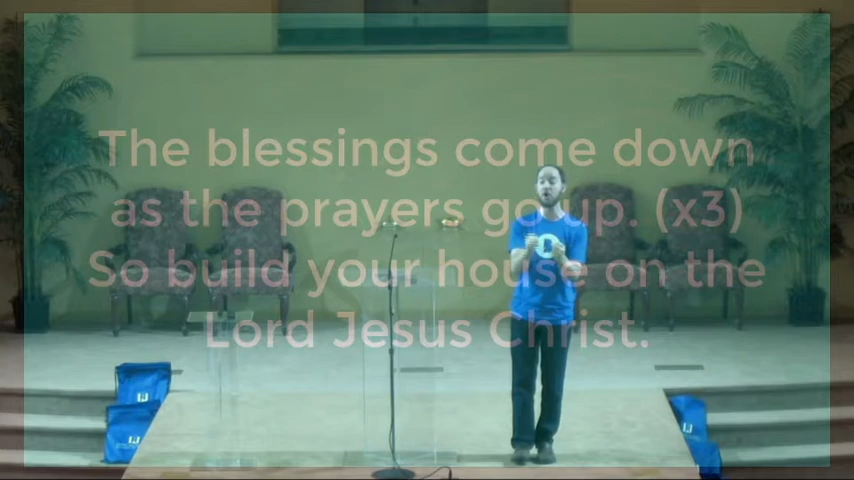 The blessings come down
as the prayers go up. (x3)
So build your house on the
Lord Jesus Christ.